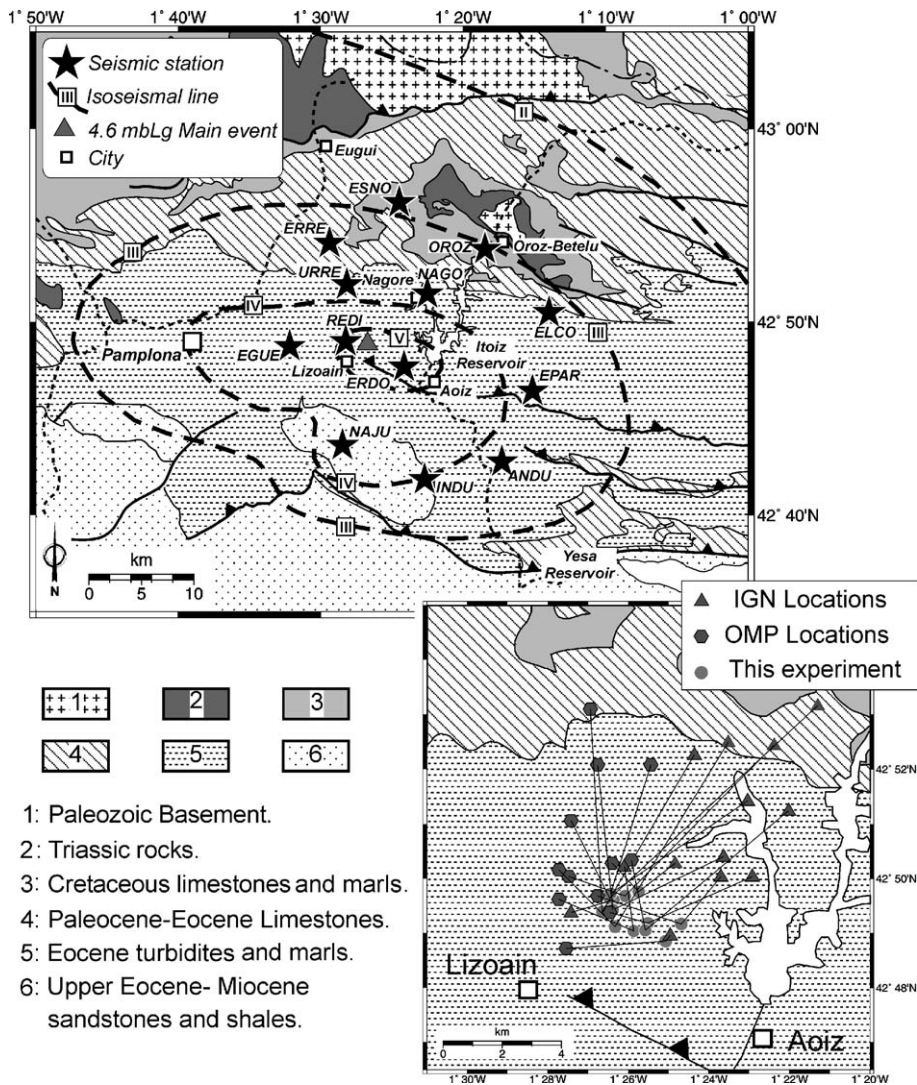 1° 50'W
1° 40'W
1° 30'W
1° 20'W
1° 10'W
1° 00'W
Seismic station
III
Isoseismal line
4.6 mbLg Main event
City
II
43° 00'N
Eugui
ESNO
ERRE
OROZ
Oroz-Betelu
III
URRE
Nagore
NAGO
IV
ELCO
III
42° 50'N
REDI
V
Pamplona
EGUE
Itoiz
Reservoir
Lizoain
ERDO
Aoiz
EPAR
NAJU
IV
INDU
ANDU
III
42° 40'N
km
0 5 10
N
Yesa
Reservoir
1° 50'W
1° 40'W
IGN Locations
OMP Locations
This experiment
1
2
3
4
5
6
1: Paleozoic Basement.
2: Triassic rocks.
3: Cretaceous limestones and marls.
4: Paleocene-Eocene Limestones.
5: Eocene turbidites and marls.
6: Upper Eocene- Miocene
sandstones and shales.
42° 52'N
42° 50'N
42° 48'N
Lizoain
Aoiz
km
0 2 4
1° 30'W
1° 28'W
1° 26'W
1° 24'W
1° 22'W
1° 20'W